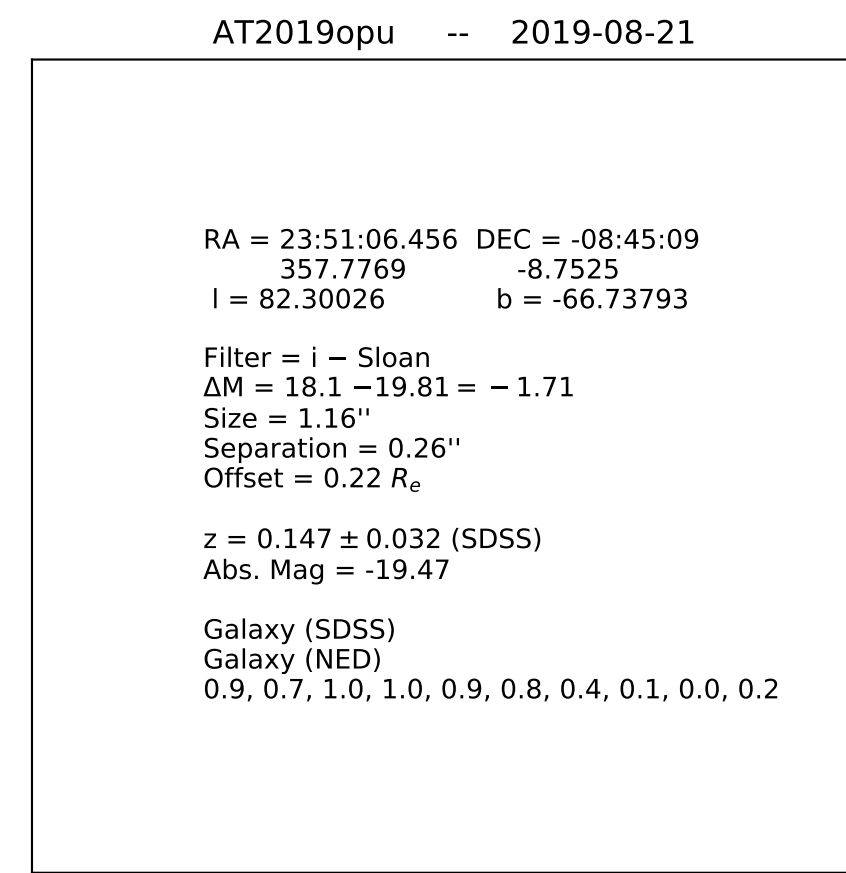 AT2019opu -- 2019-08-21
RA = 23:51:06.456 DEC = -08:45:09
357.7769 -8.7525
l = 82.30026 b = -66.73793
Filter = i − Sloan
ΔM = 18.1 −19.81 = − 1.71
Size = 1.16''
Separation = 0.26''
Offset = 0.22 Rₑ
z = 0.147 ± 0.032 (SDSS)
Abs. Mag = -19.47
Galaxy (SDSS)
Galaxy (NED)
0.9, 0.7, 1.0, 1.0, 0.9, 0.8, 0.4, 0.1, 0.0, 0.2